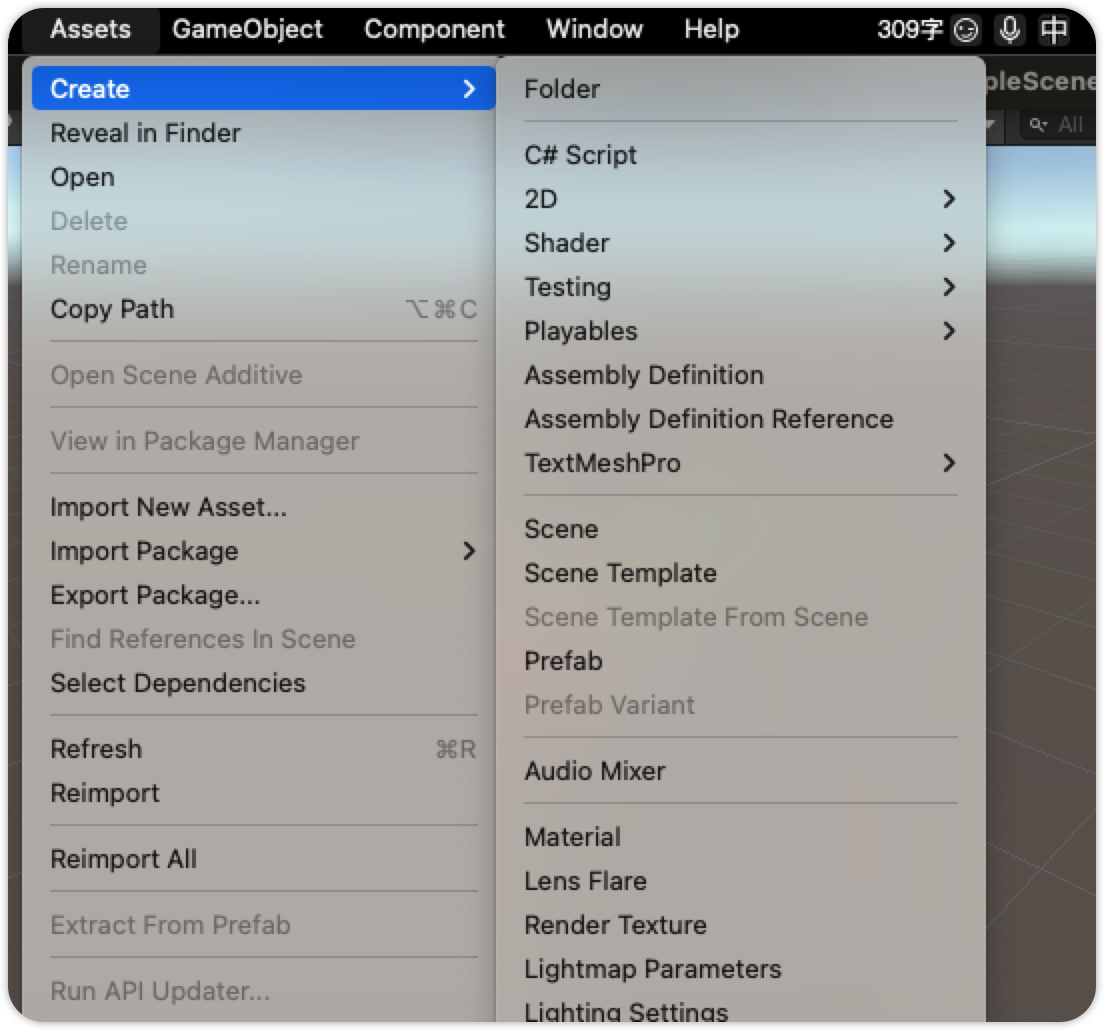 Assets GameObject Component Window Help 309字 中
Create
Reveal in Finder
Open
Delete
Rename
Copy Path ⌥⌘C
Open Scene Additive
View in Package Manager
Import New Asset...
Import Package
Export Package...
Find References In Scene
Select Dependencies
Refresh ⌘R
Reimport
Reimport All
Extract From Prefab
Run API Updater...
Folder
C# Script
2D
Shader
Testing
Playables
Assembly Definition
Assembly Definition Reference
TextMeshPro
Scene
Scene Template
Scene Template From Scene
Prefab
Prefab Variant
Audio Mixer
Material
Lens Flare
Render Texture
Lightmap Parameters
Lighting Settings
pleScene
All